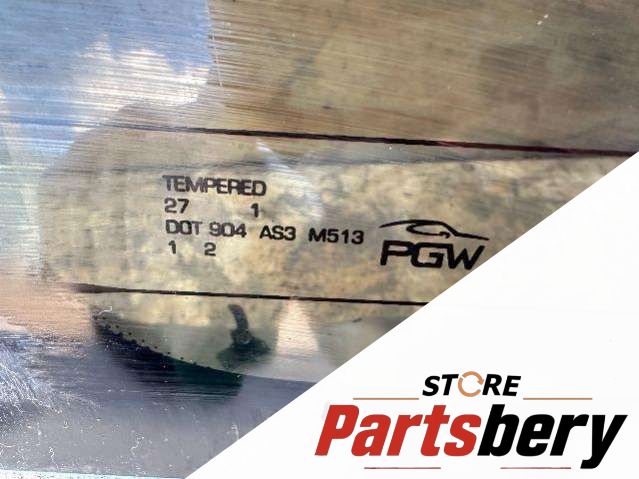 TEMPERED
27 1
DOT 904 AS3 M513
1 2
PGW
STORE
Partsbery